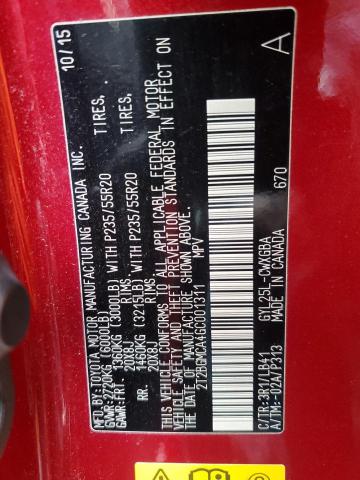 MFD.BY:TOYOTA MOTOR MANUFACTURING CANADA INC. 10/15
GVWR:2720KG(6000LB)
GAWR:FRT. 1360KG (3000LB) WITH P235/55R20 TIRES,
20X8J RIMS
RR. 1460KG (3215LB) WITH P235/55R20 TIRES,
20X8J RIMS
THIS VEHICLE CONFORMS TO ALL APPLICABLE FEDERAL MOTOR
VEHICLE SAFETY AND THEFT PREVENTION STANDARDS IN EFFECT ON
THE DATE OF MANUFACTURE SHOWN ABOVE.
2T2BGMCA4GC001311 MPV A
C/TR:3R1/LB41 GYL25L-CWXGBA 670
A/TM:-02A/P313 MADE IN CANADA